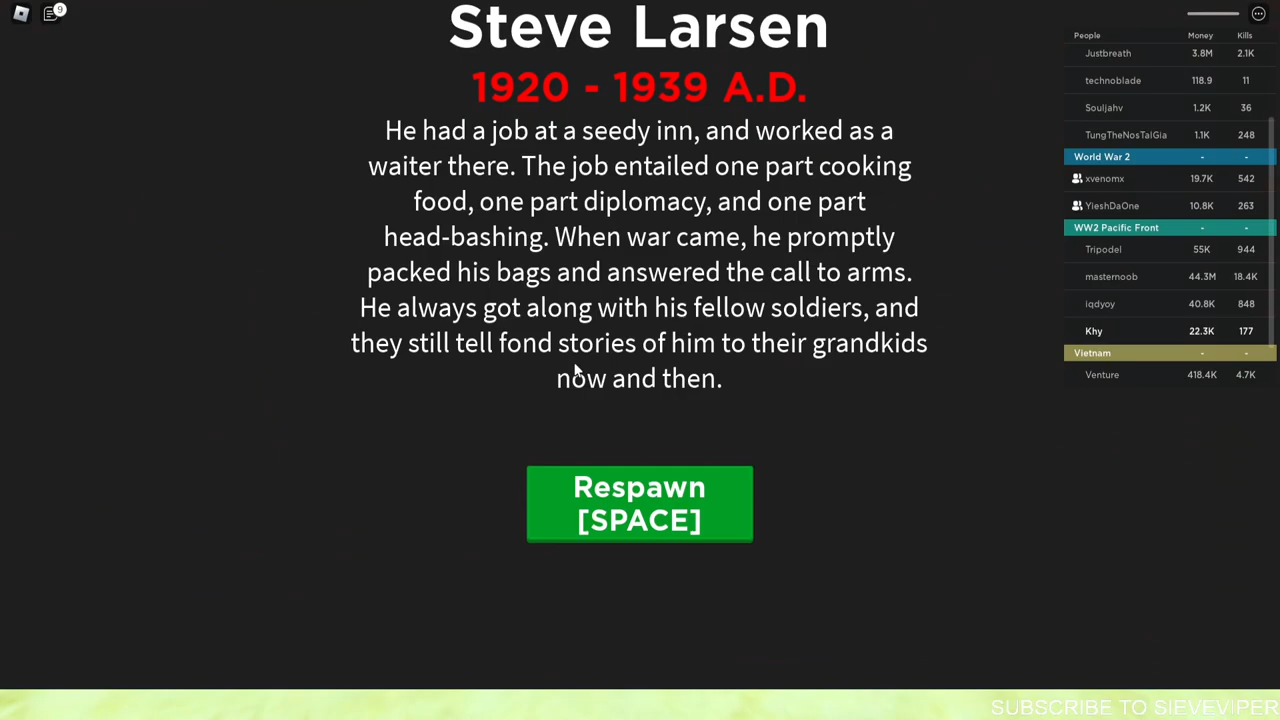 9
Steve Larsen
1920 - 1939 A.D.
He had a job at a seedy inn, and worked as a
waiter there. The job entailed one part cooking
food, one part diplomacy, and one part
head-bashing. When war came, he promptly
packed his bags and answered the call to arms.
He always got along with his fellow soldiers, and
they still tell fond stories of him to their grandkids
now and then.
Respawn
[SPACE]
People Money Kills
Justbreath 3.8M 2.1K
technoblade 118.9 11
Souljahv 1.2K 36
TungTheNosTalGia 1.1K 248
World War 2 - -
xvenomx 19.7K 542
YieshDaOne 10.8K 263
WW2 Pacific Front - -
Tripodel 55K 944
masternoob 44.3M 18.4K
iqdyoy 40.8K 848
Khy 22.3K 177
Vietnam - -
Venture 418.4K 4.7K
SUBSCRIBE TO SIEVEVIPER